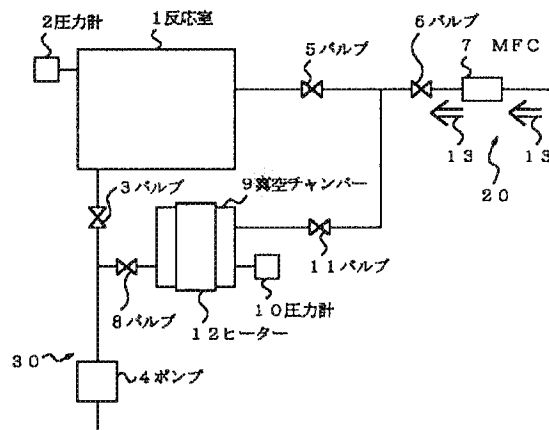 1反応室
2圧力計
5バルブ
6バルブ
7 MFC
13
13
20
3バルブ
9真空チャンバー
11バルブ
8バルブ
10圧力計
12ヒーター
30
4ポンプ